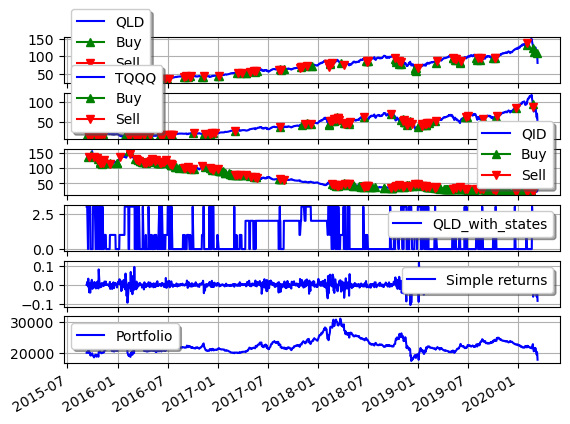 QLD
Buy
Sell
150
100
50
TQQQ
Buy
Sell
100
50
QID
Buy
Sell
150
100
50
QLD_with_states
2.5
0.0
Simple returns
0.1
0.0
−0.1
Portfolio
30000
20000
2015-07
2016-01
2016-07
2017-01
2017-07
2018-01
2018-07
2019-01
2019-07
2020-01